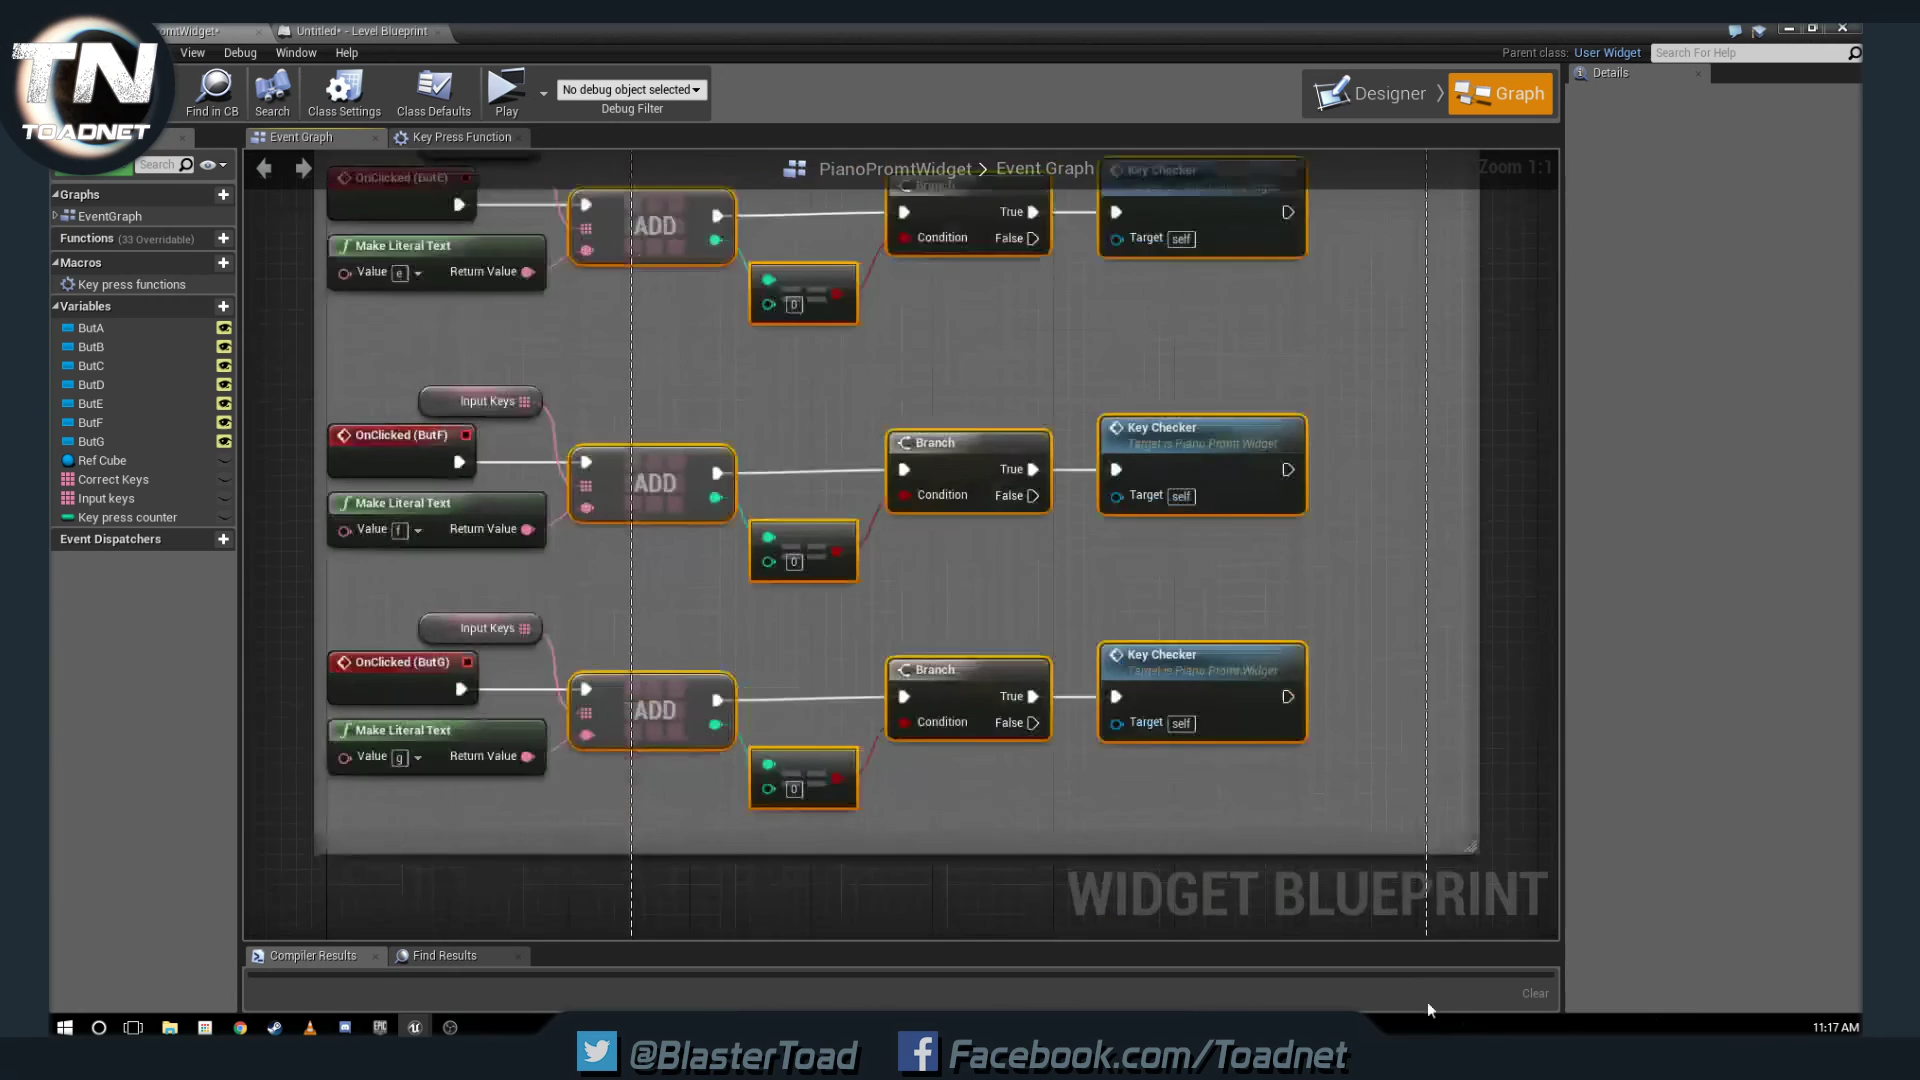 TN
TOADNET
omtWidget*
Untitled* - Level Blueprint
View
Debug
Window
Help
Parent class: User Widget
Search For Help
Find in CB
Search
Class Settings
Class Defaults
Play
No debug object selected
Debug Filter
Designer
Graph
Details
Event Graph
Key Press Function
Search
PianoPromtWidget > Event Graph
Zoom 1:1
Graphs
EventGraph
Functions (33 Overridable)
Macros
Key press functions
Variables
ButA
ButB
ButC
ButD
ButE
ButF
ButG
Ref Cube
Correct Keys
Input keys
Key press counter
Event Dispatchers
OnClicked (ButE)
Make Literal Text
Value e Return Value
ADD
Branch
True
Condition False
Key Checker
Target self
0
Input Keys
OnClicked (ButF)
Make Literal Text
Value f Return Value
ADD
Branch
True
Condition False
Key Checker
Target is Piano Promt Widget
Target self
0
Input Keys
OnClicked (ButG)
Make Literal Text
Value g Return Value
ADD
Branch
True
Condition False
Key Checker
Target is Piano Promt Widget
Target self
0
WIDGET BLUEPRINT
Compiler Results
Find Results
Clear
EPIC
11:17 AM
@BlasterToad
Facebook.com/Toadnet